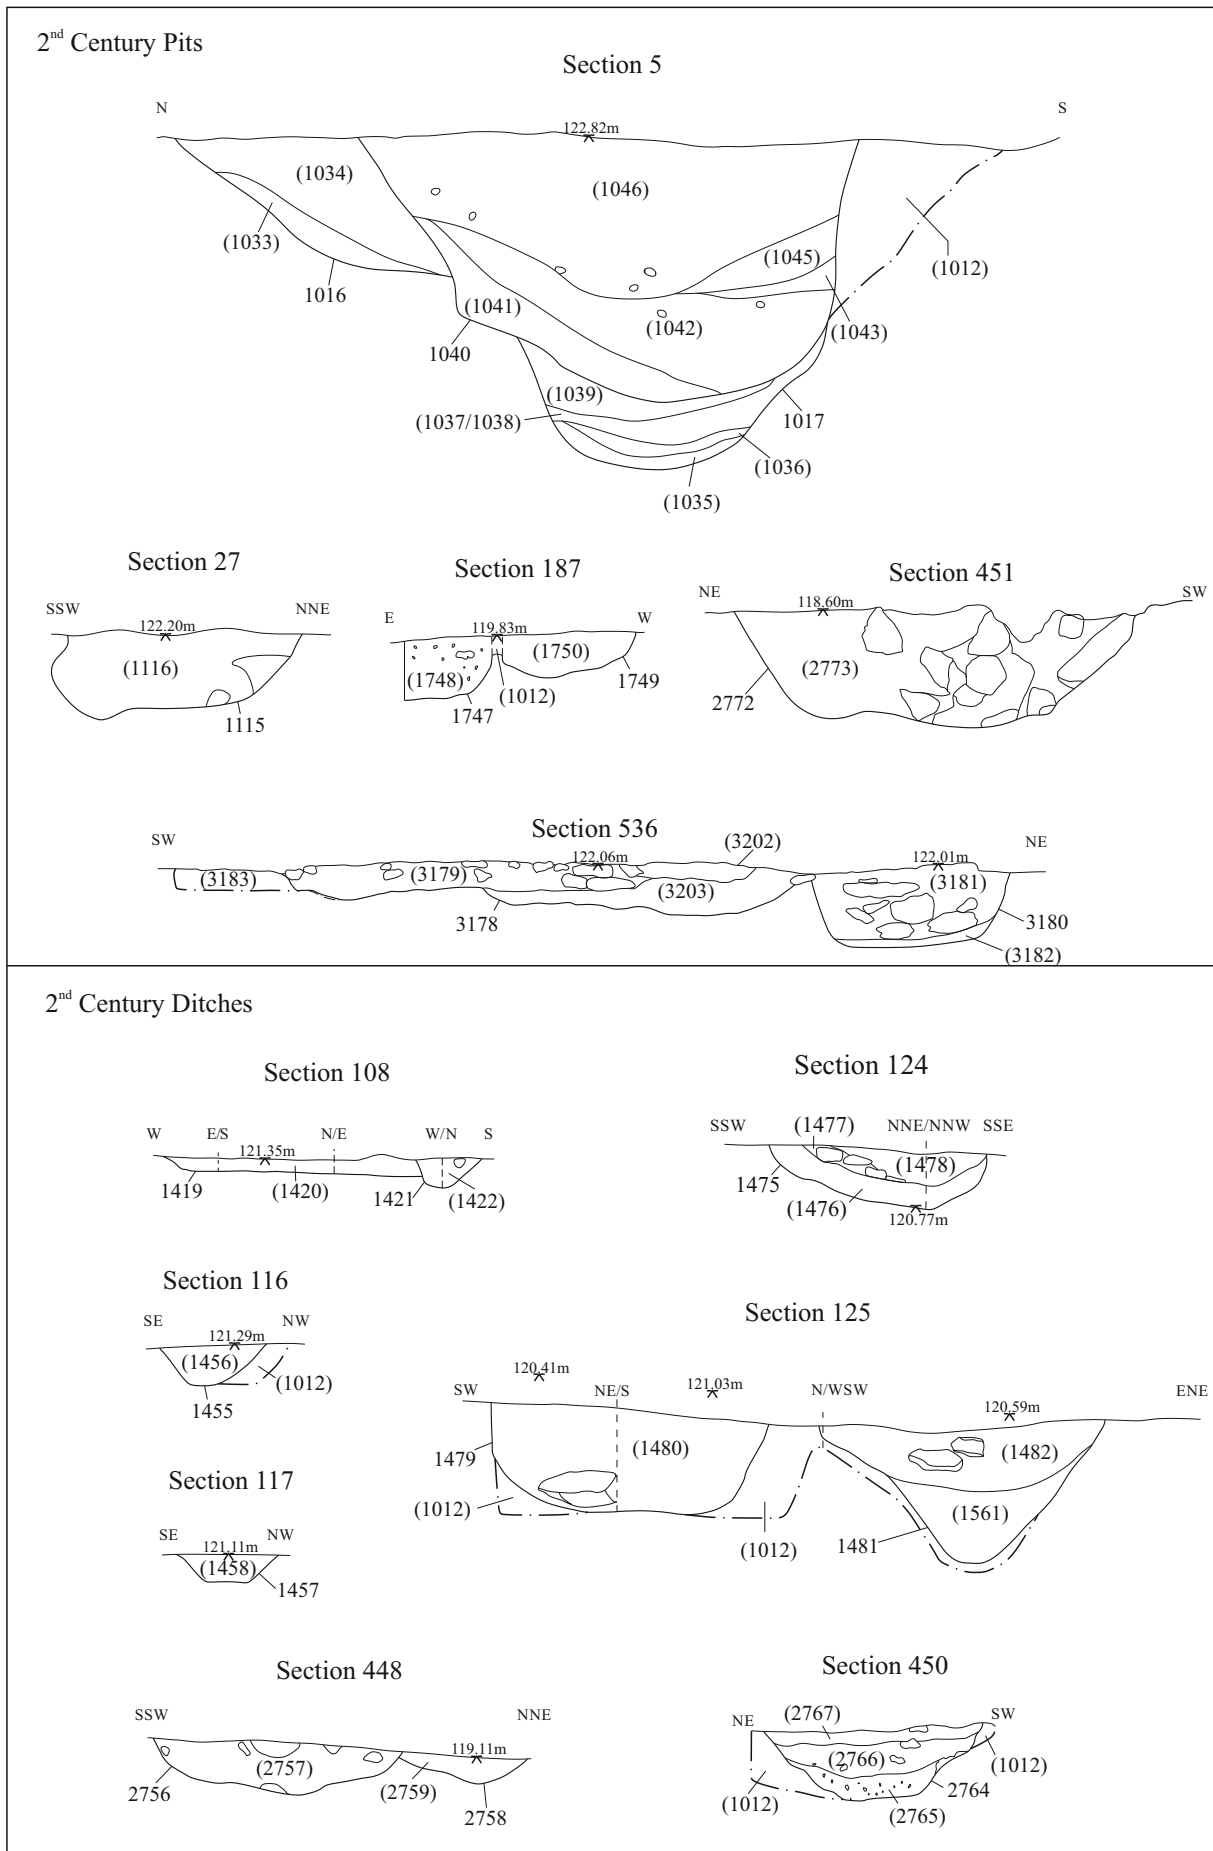 2nd Century Pits
Section 5
N
S
122.82m
(1034)
(1046)
(1033)
(1045)
(1012)
1016
(1041)
(1042)
(1043)
1040
(1039)
(1037/1038)
1017
(1036)
(1035)
Section 27
SSW
NNE
122.20m
(1116)
1115
Section 187
E
W
119.83m
(1750)
(1748)
(1012)
1749
1747
Section 451
NE
SW
118.60m
(2773)
2772
Section 536
SW
NE
(3202)
122.06m
122.01m
(3183)
(3179)
(3203)
(3181)
3178
3180
(3182)
2nd Century Ditches
Section 108
W
E/S
N/E
W/N
S
121.35m
1419
(1420)
1421
(1422)
Section 124
SSW
(1477)
NNE/NNW
SSE
(1478)
1475
(1476)
120.77m
Section 116
SE
NW
121.29m
(1456)
(1012)
1455
Section 125
120.41m
SW
NE/S
121.03m
N/WSW
ENE
120.59m
1479
(1480)
(1482)
(1012)
(1012)
(1561)
1481
Section 117
SE
NW
121.11m
(1458)
1457
Section 448
SSW
NNE
119.11m
(2757)
2756
(2759)
2758
Section 450
NE
(2767)
SW
(2766)
(1012)
(1012)
2764
(2765)